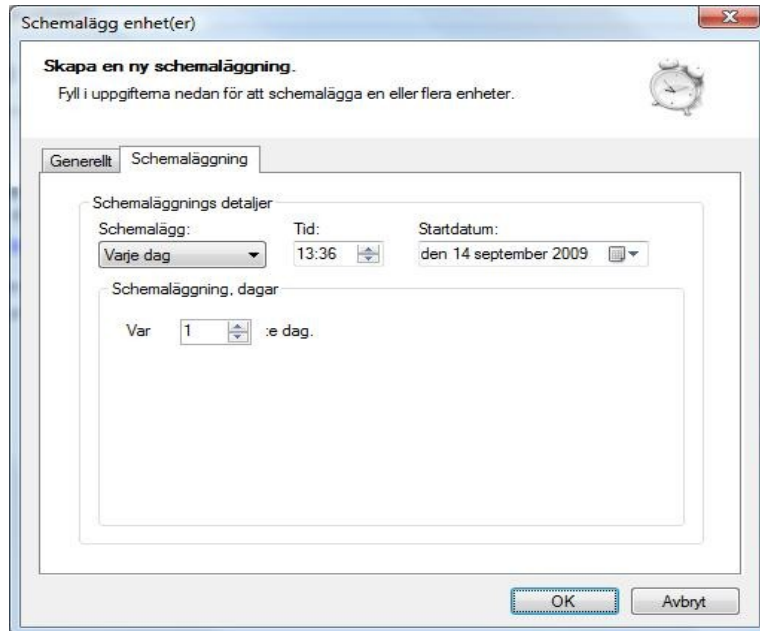 Schemalägg enhet(er)
Skapa en ny schemaläggning.
Fyll i uppgifterna nedan för att schemalägga en eller flera enheter.
Generellt Schemaläggning
Schemaläggnings detaljer
Schemalägg: Tid: Startdatum:
Varje dag 13:36 den 14 september 2009
Schemaläggning, dagar
Var 1 :e dag.
OK Avbryt